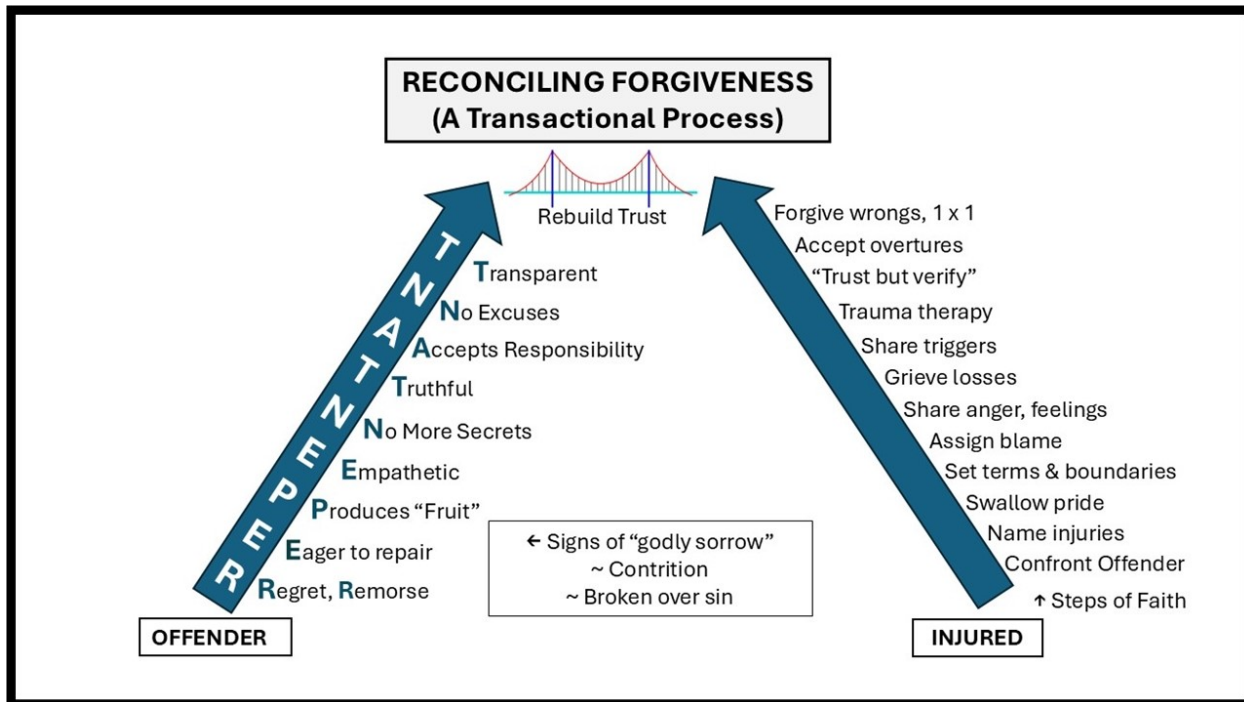 RECONCILING FORGIVENESS
(A Transactional Process)
Rebuild Trust
TNATNEPER
Transparent
No Excuses
Accepts Responsibility
Truthful
No More Secrets
Empathetic
Produces “Fruit”
Eager to repair
Regret, Remorse
OFFENDER
← Signs of “godly sorrow”
~ Contrition
~ Broken over sin
Forgive wrongs, 1 x 1
Accept overtures
“Trust but verify”
Trauma therapy
Share triggers
Grieve losses
Share anger, feelings
Assign blame
Set terms & boundaries
Swallow pride
Name injuries
Confront Offender
↑ Steps of Faith
INJURED